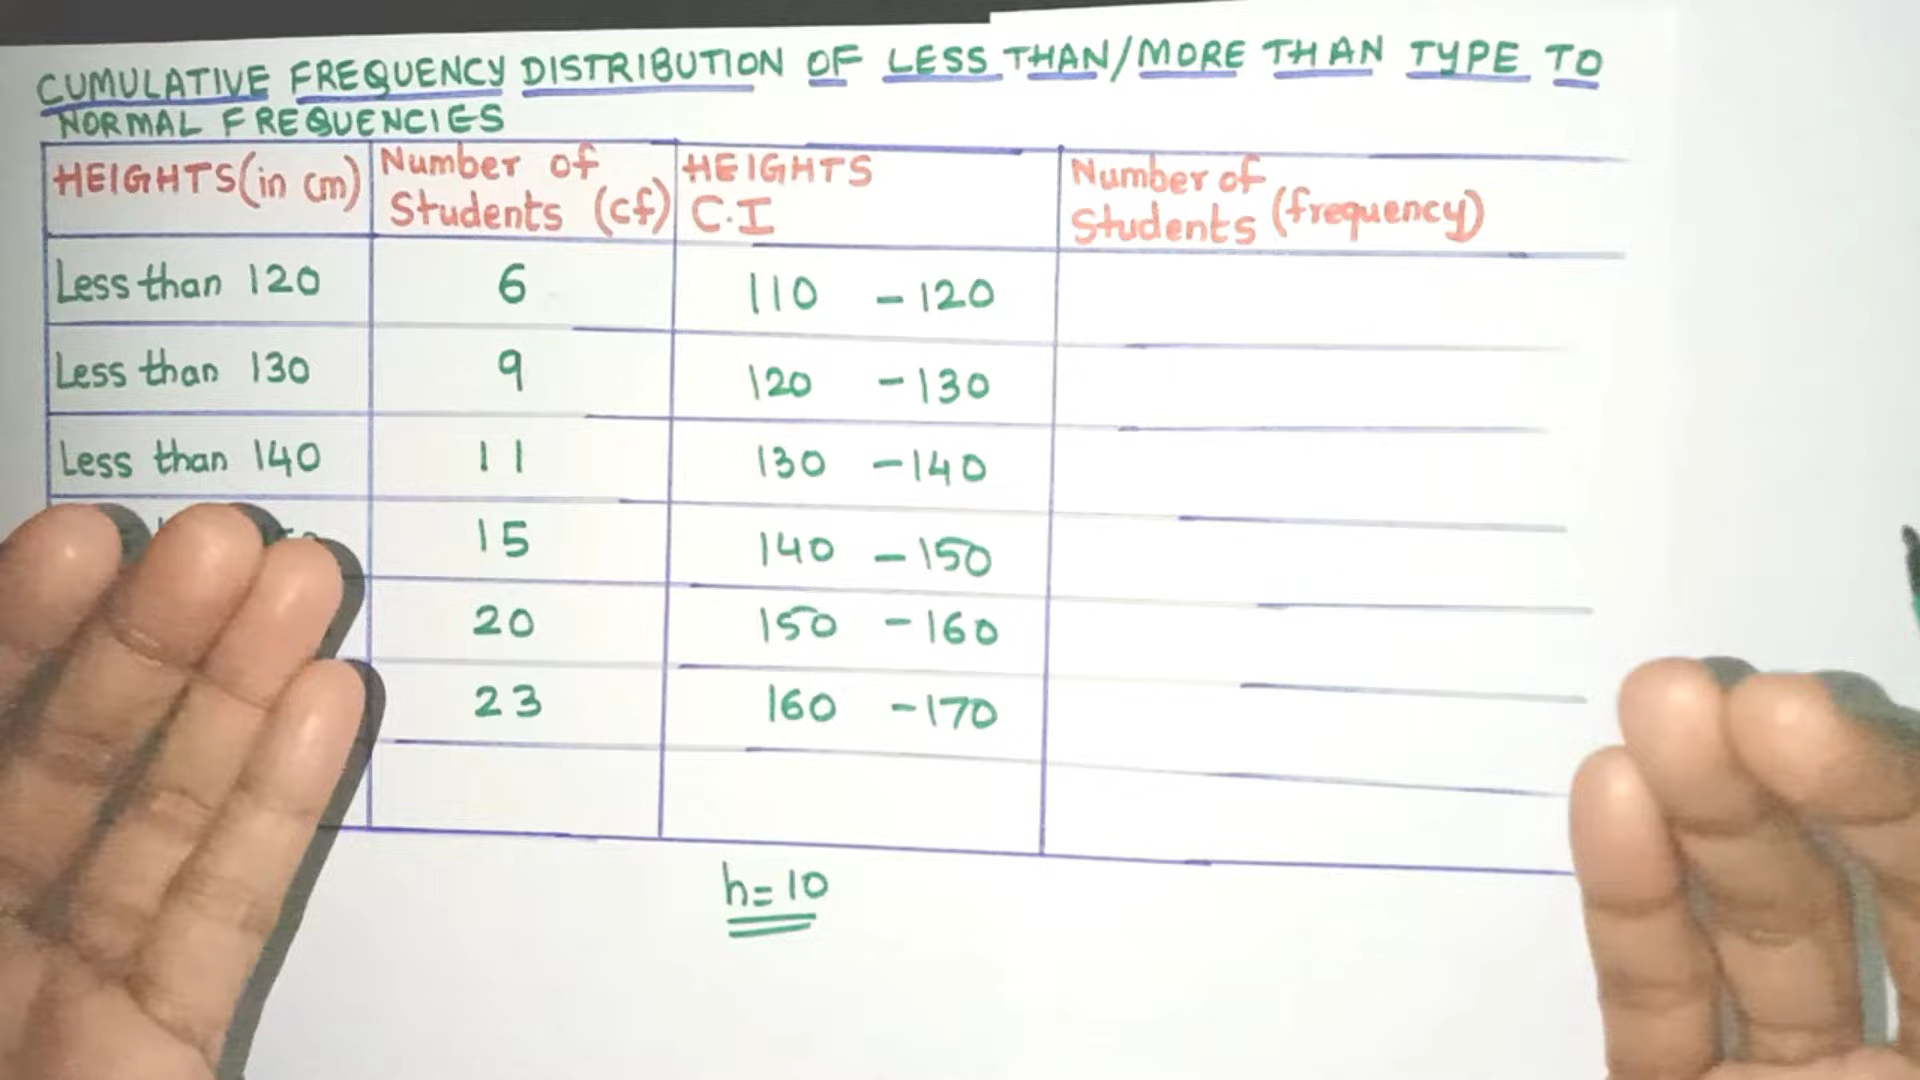 CUMULATIVE FREQUENCY DISTRIBUTION OF LESS THAN/MORE THAN TYPE TO
NORMAL FREQUENCIES
HEIGHTS (in cm) Number of Students (cf) HEIGHTS C.I Number of Students (frequency)
Less than 120 6 110 - 120
Less than 130 9 120 - 130
Less than 140 11 130 - 140
15 140 - 150
20 150 - 160
23 160 - 170
h = 10